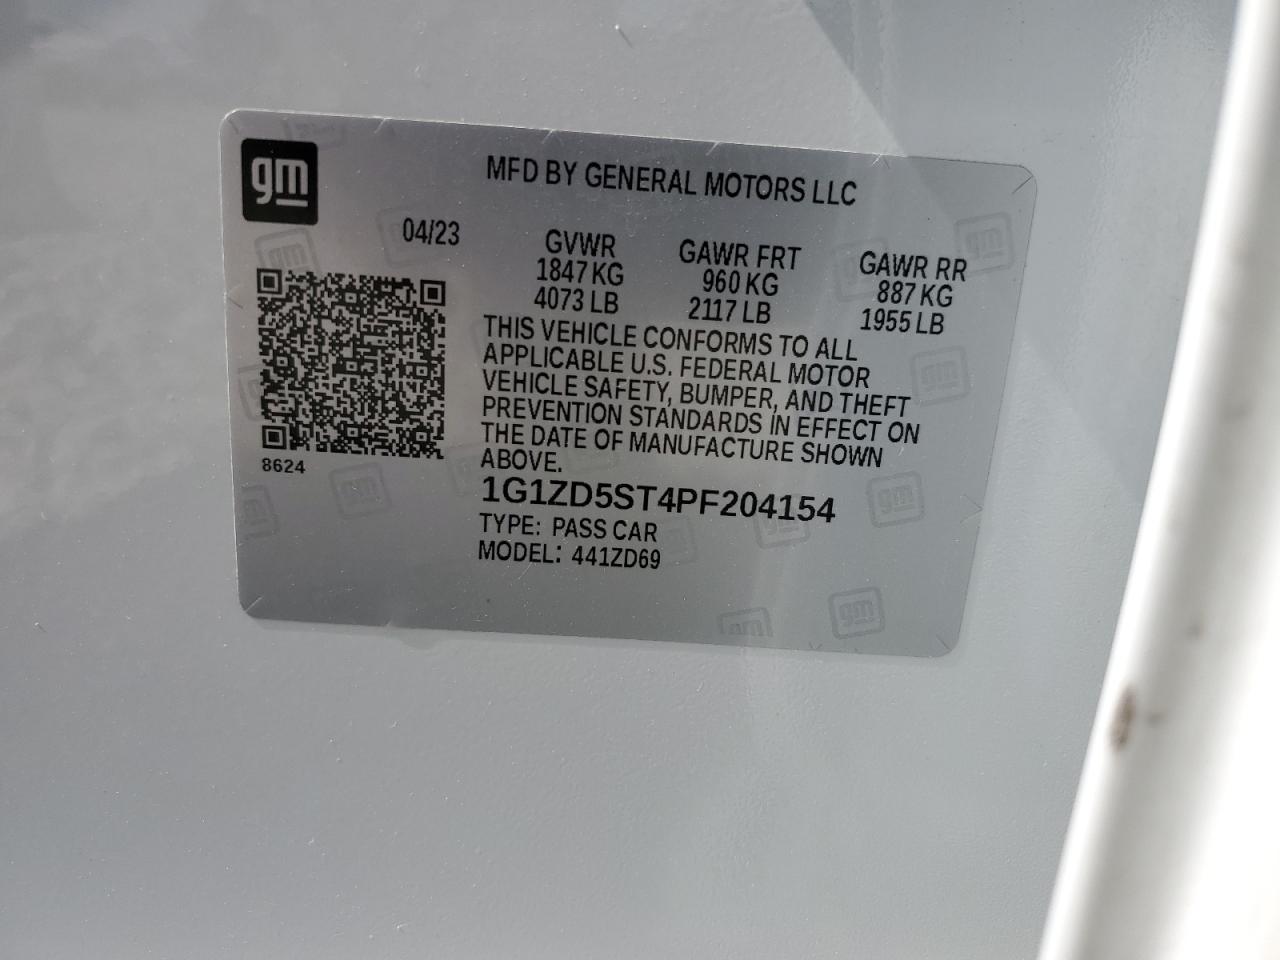 gm
MFD BY GENERAL MOTORS LLC
04/23
GVWR
1847 KG
4073 LB
GAWR FRT
960 KG
2117 LB
GAWR RR
887 KG
1955 LB
THIS VEHICLE CONFORMS TO ALL
APPLICABLE U.S. FEDERAL MOTOR
VEHICLE SAFETY, BUMPER, AND THEFT
PREVENTION STANDARDS IN EFFECT ON
THE DATE OF MANUFACTURE SHOWN
ABOVE.
8624
1G1ZD5ST4PF204154
TYPE: PASS CAR
MODEL: 441ZD69